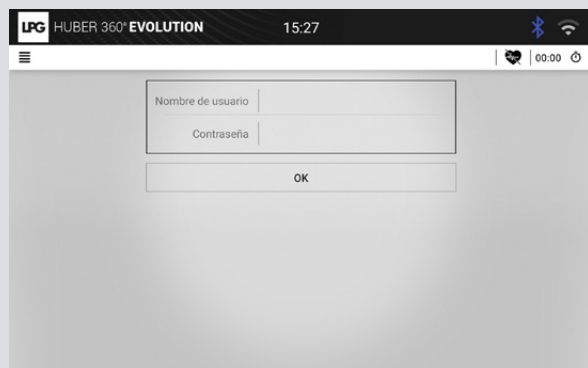 LPG HUBER 360° EVOLUTION 15:27
00:00
Nombre de usuario
Contraseña
OK